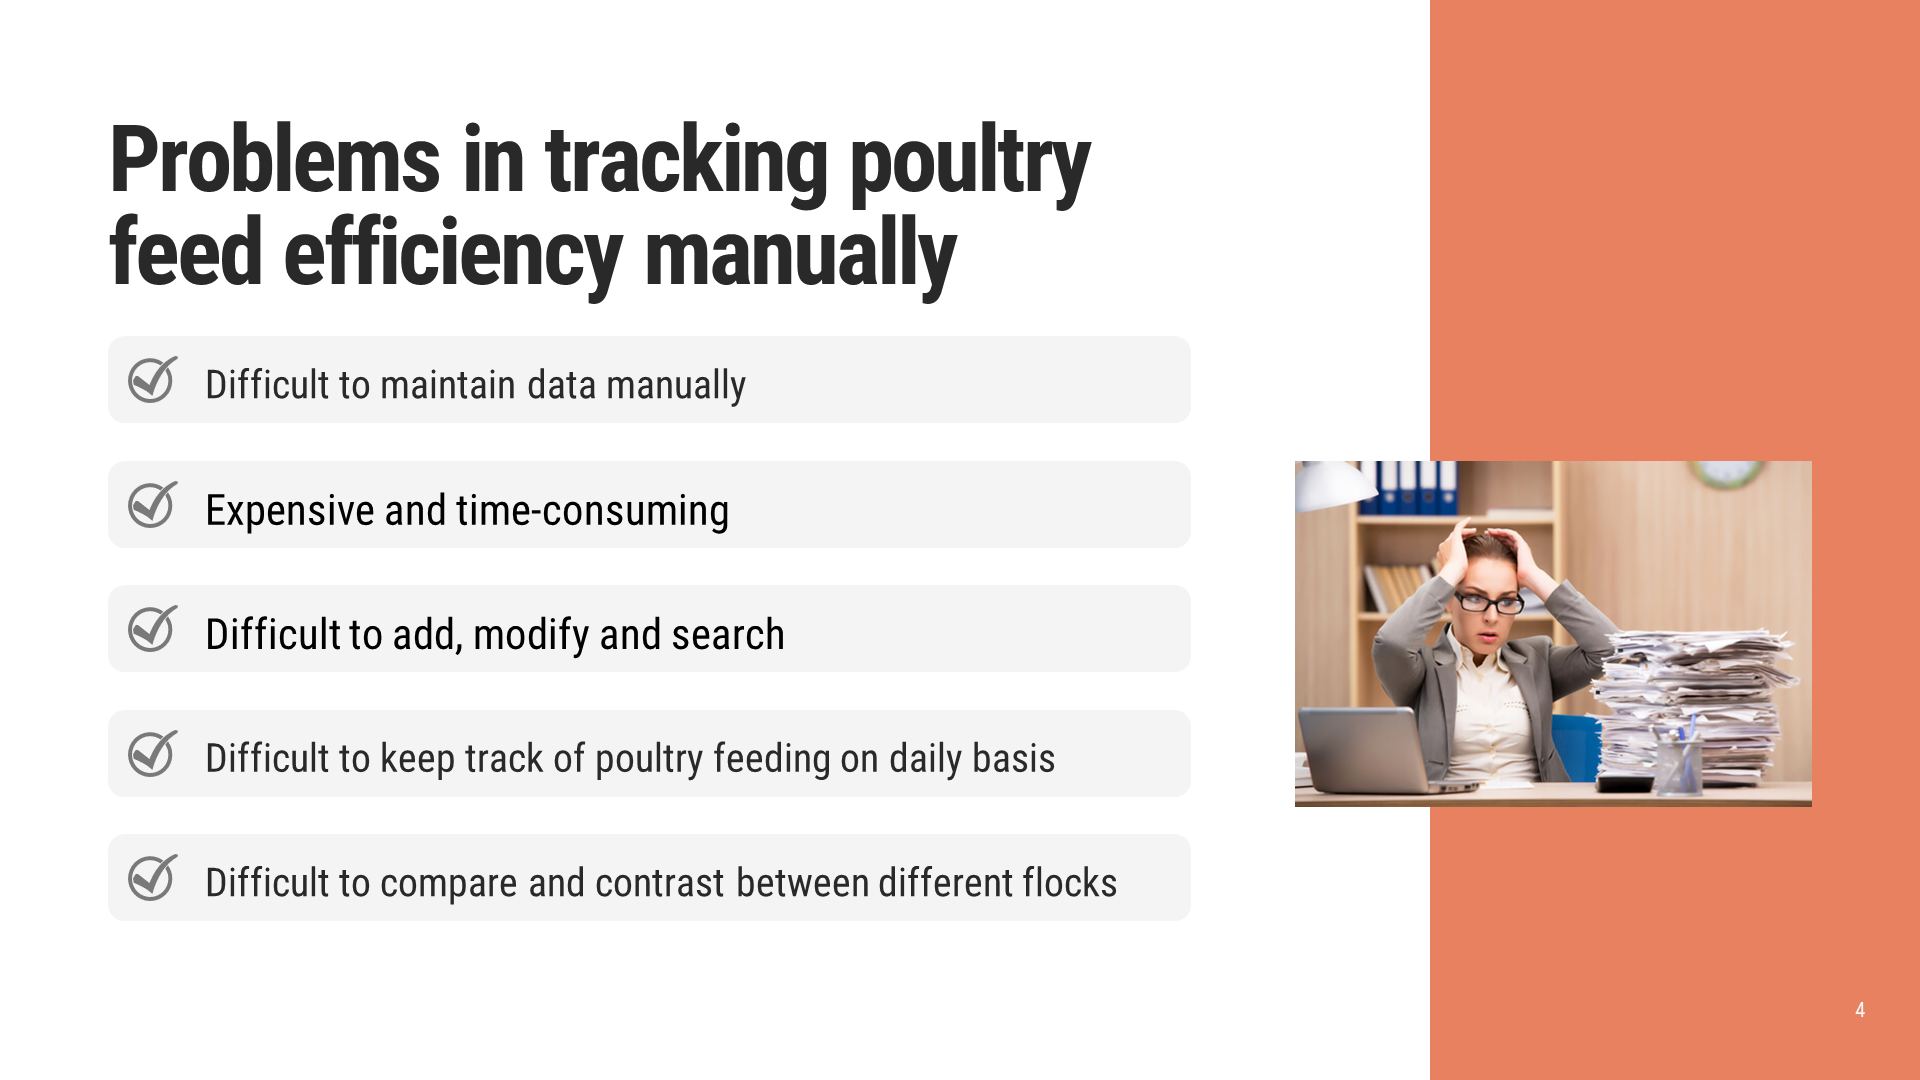 Problems in tracking poultry
feed efficiency manually
Difficult to maintain data manually
Expensive and time-consuming
Difficult to add, modify and search
Difficult to keep track of poultry feeding on daily basis
Difficult to compare and contrast between different flocks
4